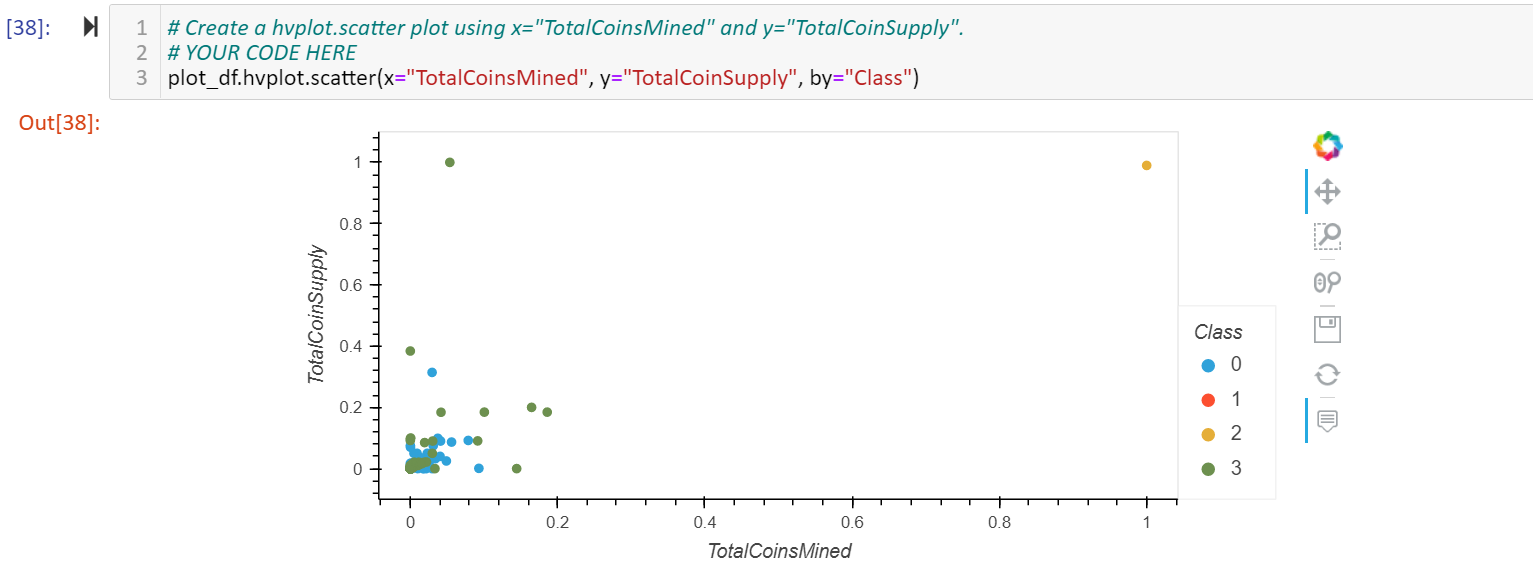 [38]:
1 # Create a hvplot.scatter plot using x="TotalCoinsMined" and y="TotalCoinSupply".
2 # YOUR CODE HERE
3 plot_df.hvplot.scatter(x="TotalCoinsMined", y="TotalCoinSupply", by="Class")
Out[38]:
TotalCoinSupply
1
0.8
0.6
0.4
0.2
0
0 0.2 0.4 0.6 0.8 1
TotalCoinsMined
Class
0
1
2
3